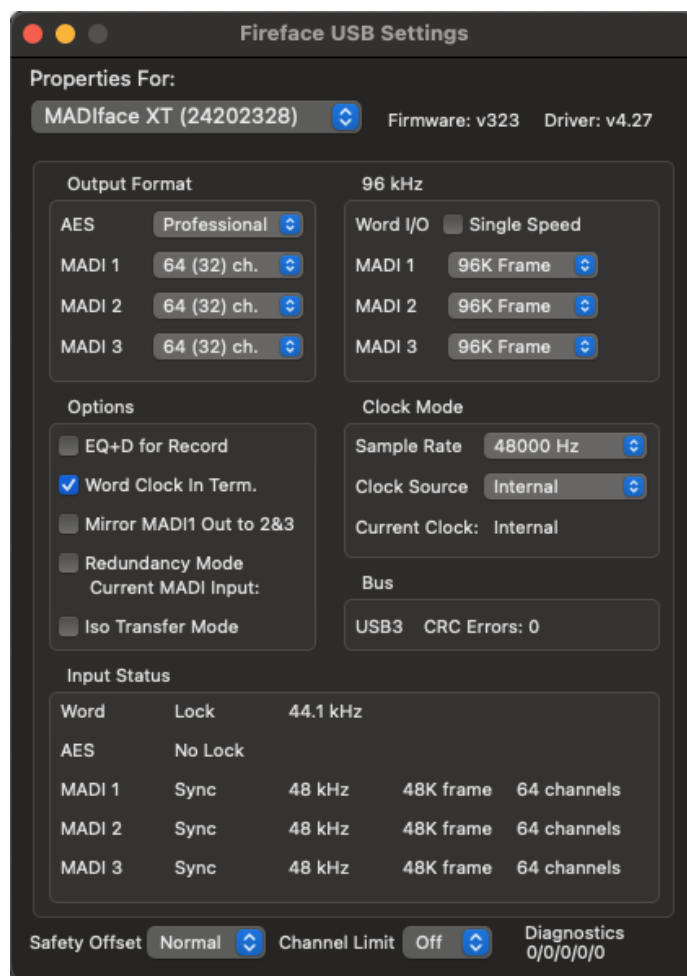 Fireface USB Settings
Properties For:
MADIface XT (24202328) Firmware: v323 Driver: v4.27
Output Format
AES Professional
MADI 1 64 (32) ch.
MADI 2 64 (32) ch.
MADI 3 64 (32) ch.
96 kHz
Word I/O Single Speed
MADI 1 96K Frame
MADI 2 96K Frame
MADI 3 96K Frame
Options
EQ+D for Record
Word Clock In Term.
Mirror MADI1 Out to 2&3
Redundancy Mode
Current MADI Input:
Iso Transfer Mode
Clock Mode
Sample Rate 48000 Hz
Clock Source Internal
Current Clock: Internal
Bus
USB3 CRC Errors: 0
Input Status
Word Lock 44.1 kHz
AES No Lock
MADI 1 Sync 48 kHz 48K frame 64 channels
MADI 2 Sync 48 kHz 48K frame 64 channels
MADI 3 Sync 48 kHz 48K frame 64 channels
Safety Offset Normal Channel Limit Off Diagnostics
0/0/0/0/0